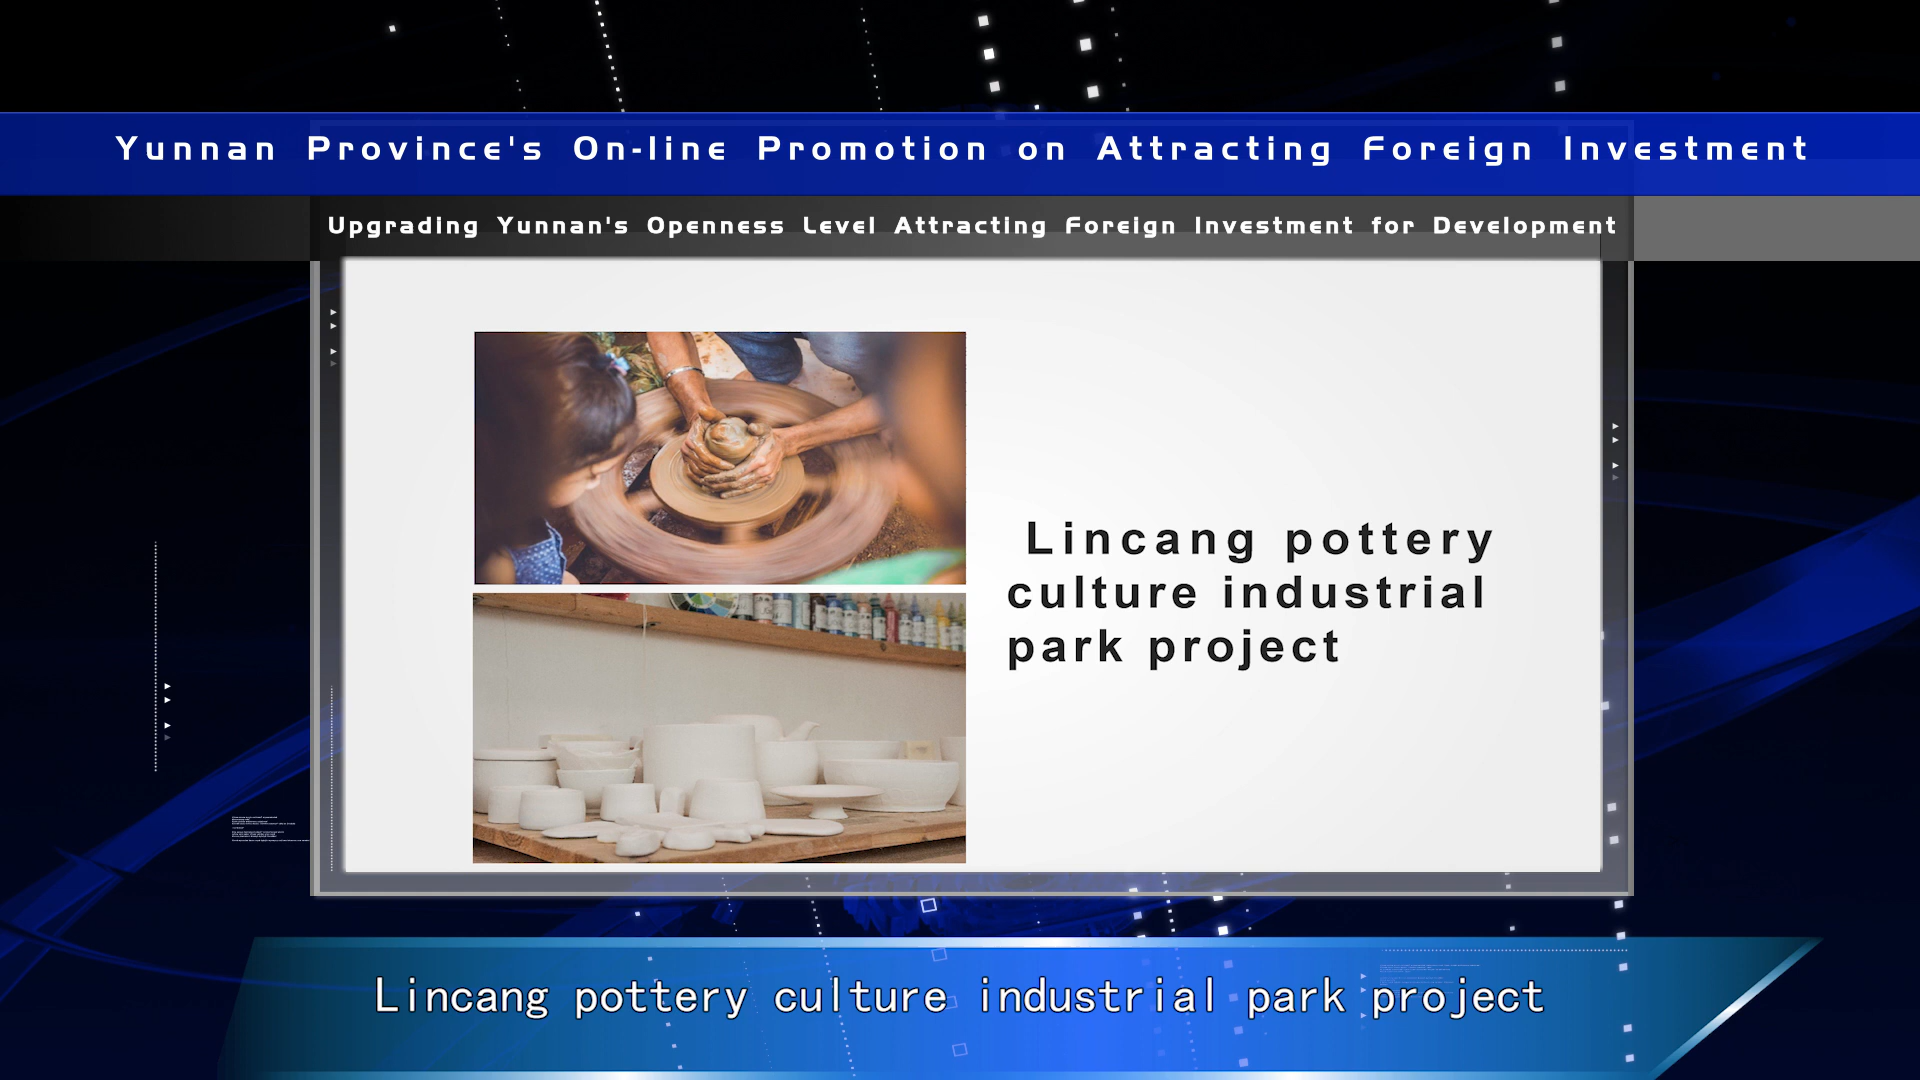 Yunnan Province's On-line Promotion on Attracting Foreign Investment
Upgrading Yunnan's Openness Level Attracting Foreign Investment for Development
Lincang pottery
culture industrial
park project
Lincang pottery culture industrial park project